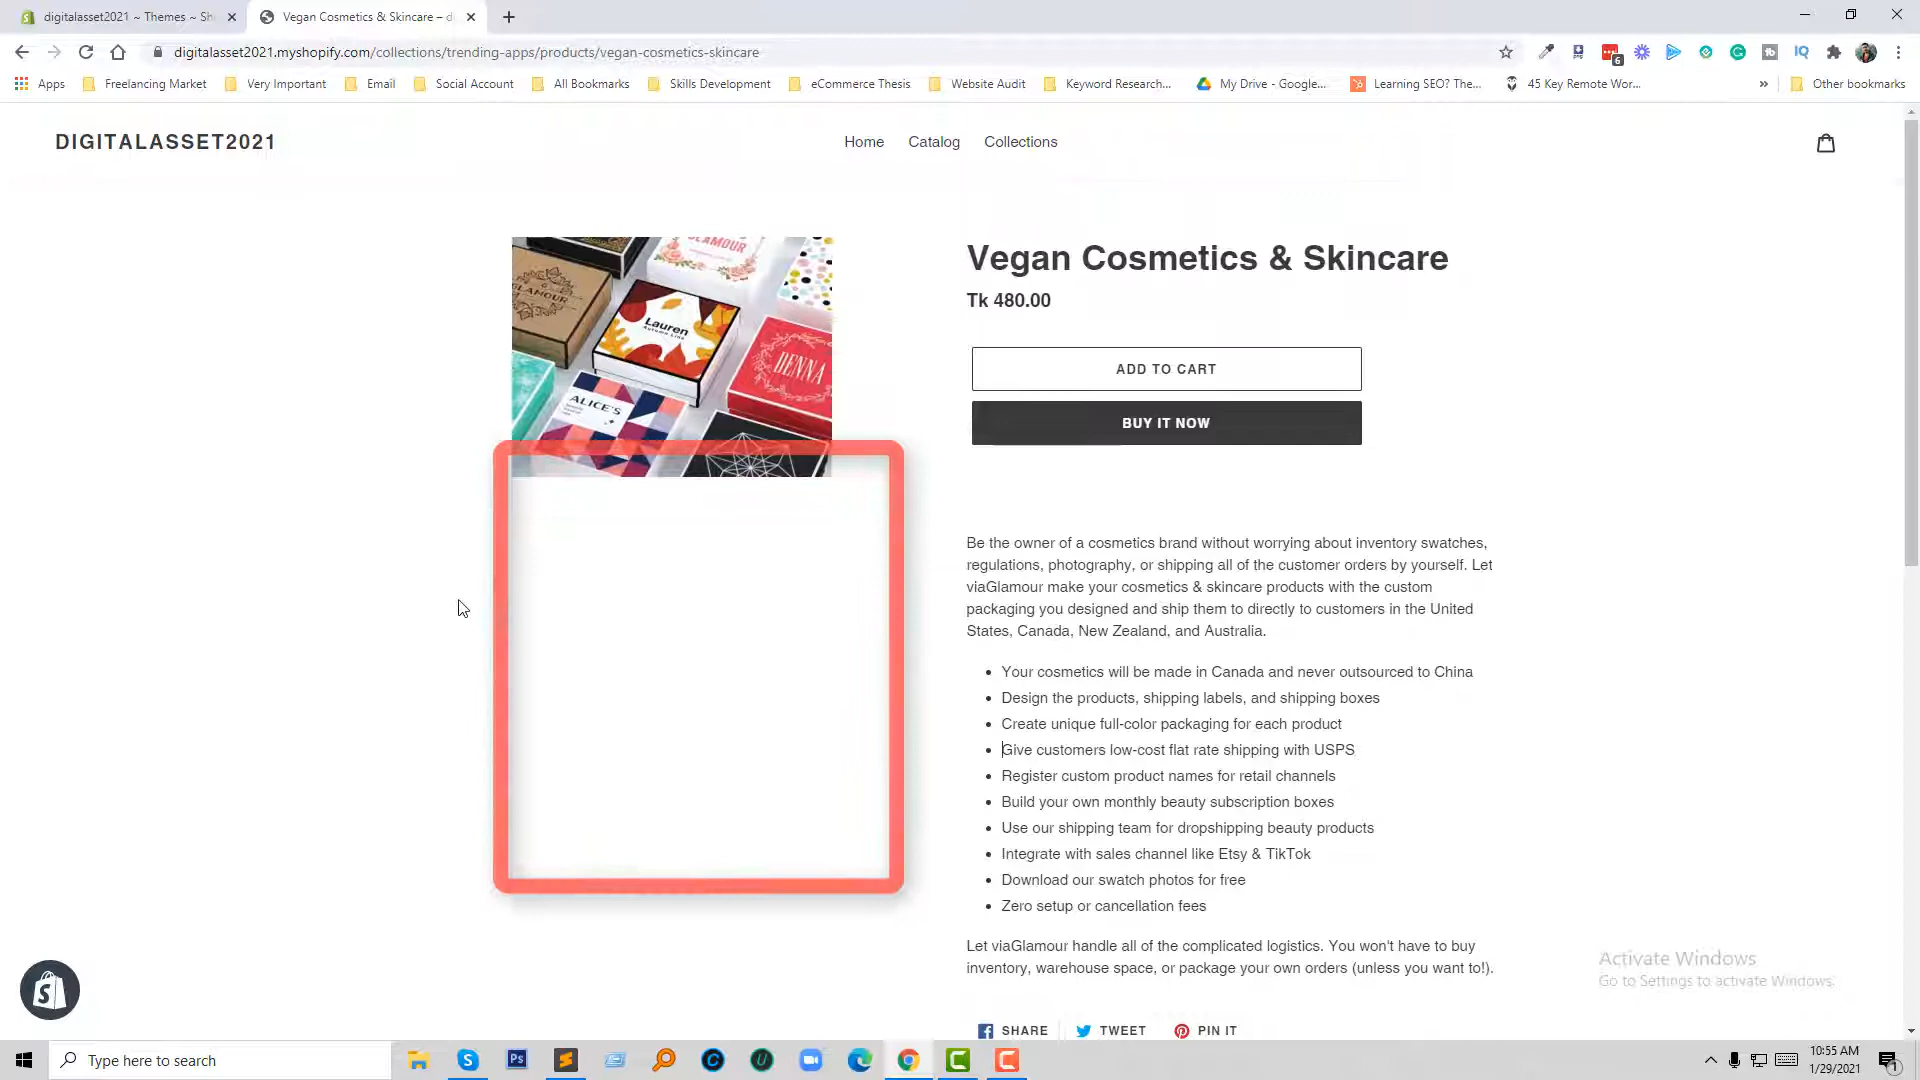 digitalasset2021 ~ Themes ~ Sh
Vegan Cosmetics & Skincare – d
digitalasset2021.myshopify.com/collections/trending-apps/products/vegan-cosmetics-skincare
6
Apps
Freelancing Market
Very Important
Email
Social Account
All Bookmarks
Skills Development
eCommerce Thesis
Website Audit
Keyword Research...
My Drive - Google...
Learning SEO? The...
45 Key Remote Wor...
Other bookmarks
DIGITALASSET2021
Home
Catalog
Collections
GLAMOUR
GLAMOUR
Lauren
DENNA
ALICE'S
Vegan Cosmetics & Skincare
Tk 480.00
ADD TO CART
BUY IT NOW
Be the owner of a cosmetics brand without worrying about inventory swatches,
regulations, photography, or shipping all of the customer orders by yourself. Let
viaGlamour make your cosmetics & skincare products with the custom
packaging you designed and ship them to directly to customers in the United
States, Canada, New Zealand, and Australia.
• Your cosmetics will be made in Canada and never outsourced to China
• Design the products, shipping labels, and shipping boxes
• Create unique full-color packaging for each product
• Give customers low-cost flat rate shipping with USPS
• Register custom product names for retail channels
• Build your own monthly beauty subscription boxes
• Use our shipping team for dropshipping beauty products
• Integrate with sales channel like Etsy & TikTok
• Download our swatch photos for free
• Zero setup or cancellation fees
Let viaGlamour handle all of the complicated logistics. You won't have to buy
inventory, warehouse space, or package your own orders (unless you want to!).
SHARE
TWEET
PIN IT
Activate Windows
Go to Settings to activate Windows.
Type here to search
10:55 AM
1/29/2021